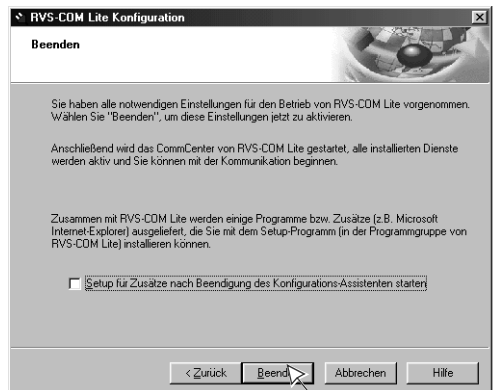 RVS-COM Lite Konfiguration
Beenden
Sie haben alle notwendigen Einstellungen für den Betrieb von RVS-COM Lite vorgenommen.
Wählen Sie "Beenden", um diese Einstellungen jetzt zu aktivieren.
Anschließend wird das CommCenter von RVS-COM Lite gestartet, alle installierten Dienste
werden aktiv und Sie können mit der Kommunikation beginnen.
Zusammen mit RVS-COM Lite werden einige Programme bzw. Zusätze (z.B. Microsoft
Internet-Explorer) ausgeliefert, die Sie mit dem Setup-Programm (in der Programmgruppe von
RVS-COM Lite) installieren können.
Setup für Zusätze nach Beendigung des Konfigurations-Assistenten starten
< Zurück Beenden Abbrechen Hilfe